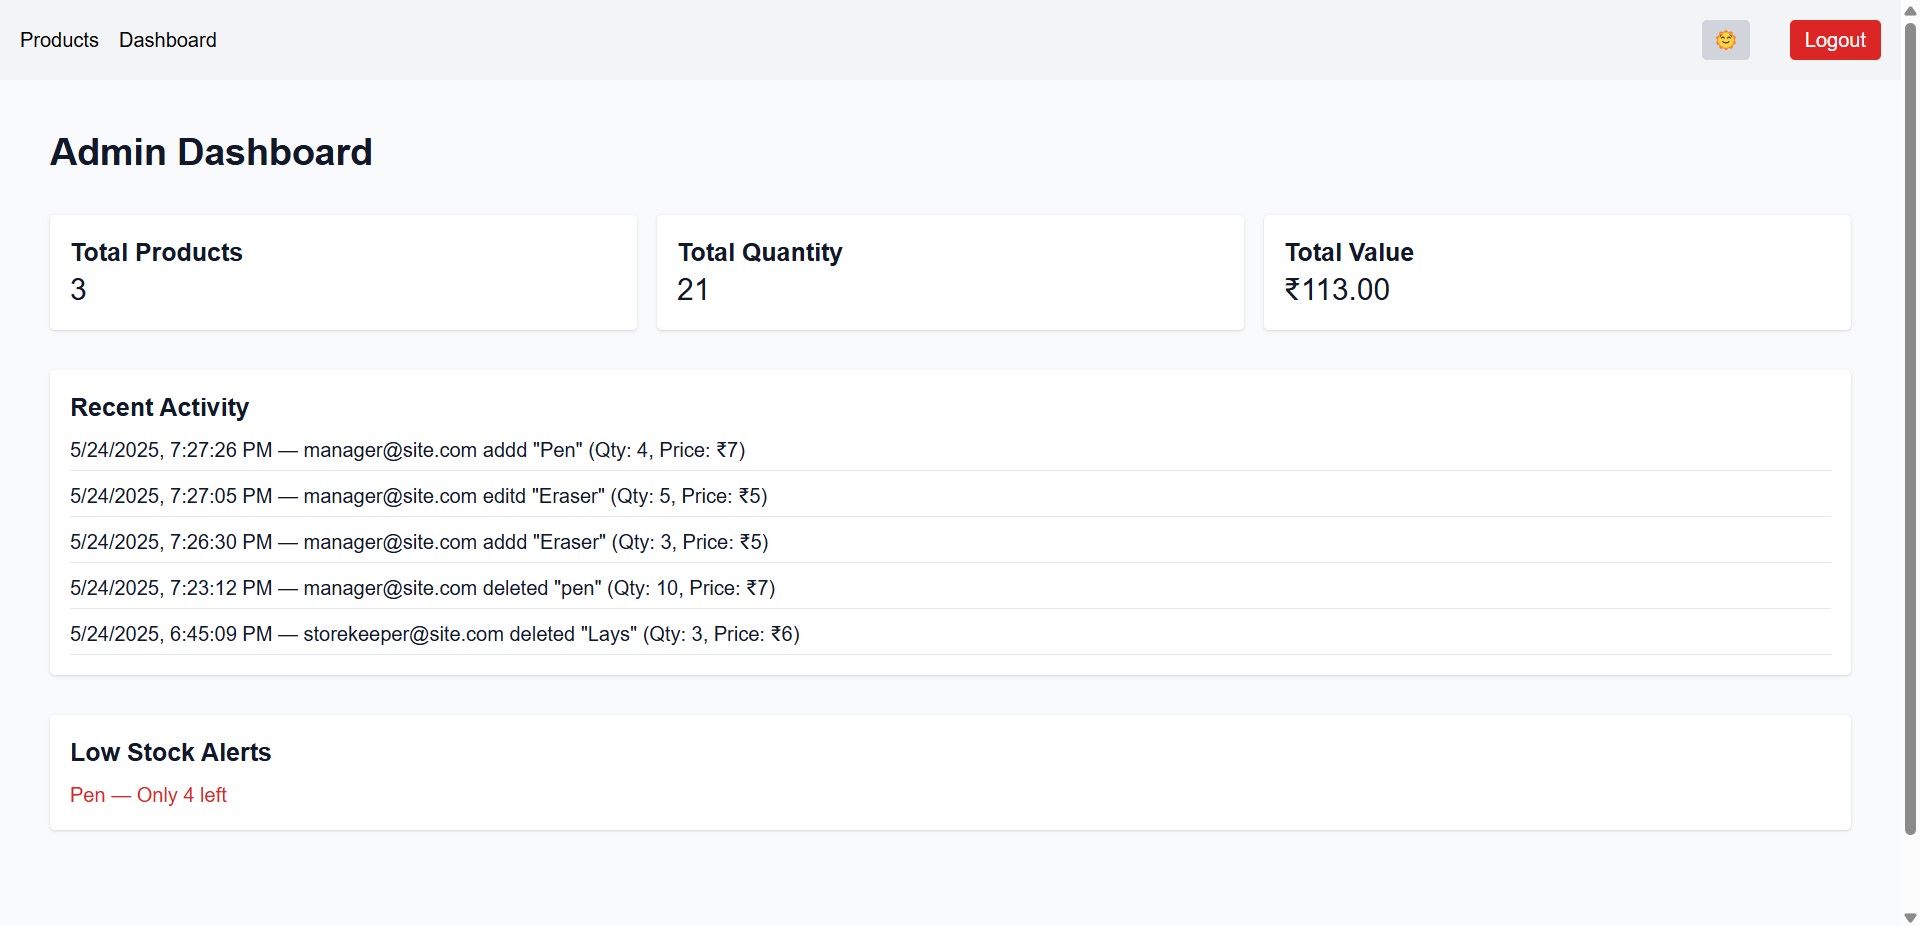 Products Dashboard Logout
Admin Dashboard
Total Products
3
Total Quantity
21
Total Value
₹113.00
Recent Activity
5/24/2025, 7:27:26 PM — manager@site.com addd "Pen" (Qty: 4, Price: ₹7)
5/24/2025, 7:27:05 PM — manager@site.com editd "Eraser" (Qty: 5, Price: ₹5)
5/24/2025, 7:26:30 PM — manager@site.com addd "Eraser" (Qty: 3, Price: ₹5)
5/24/2025, 7:23:12 PM — manager@site.com deleted "pen" (Qty: 10, Price: ₹7)
5/24/2025, 6:45:09 PM — storekeeper@site.com deleted "Lays" (Qty: 3, Price: ₹6)
Low Stock Alerts
Pen — Only 4 left